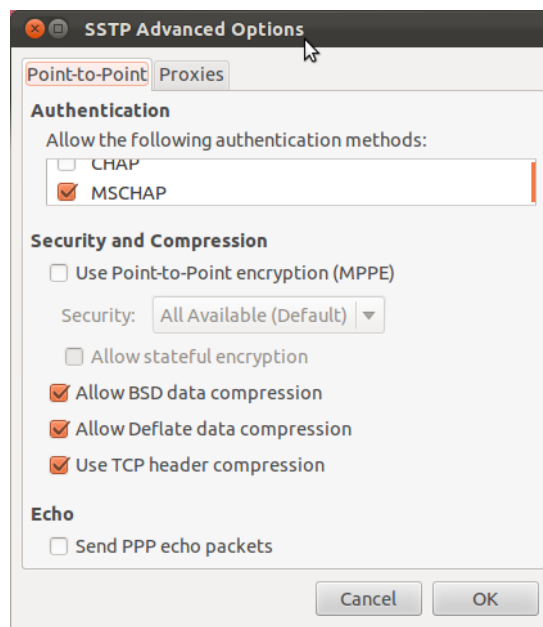 SSTP Advanced Options
Point-to-Point Proxies
Authentication
Allow the following authentication methods:
CHAP
MSCHAP
Security and Compression
Use Point-to-Point encryption (MPPE)
Security: All Available (Default)
Allow stateful encryption
Allow BSD data compression
Allow Deflate data compression
Use TCP header compression
Echo
Send PPP echo packets
Cancel OK